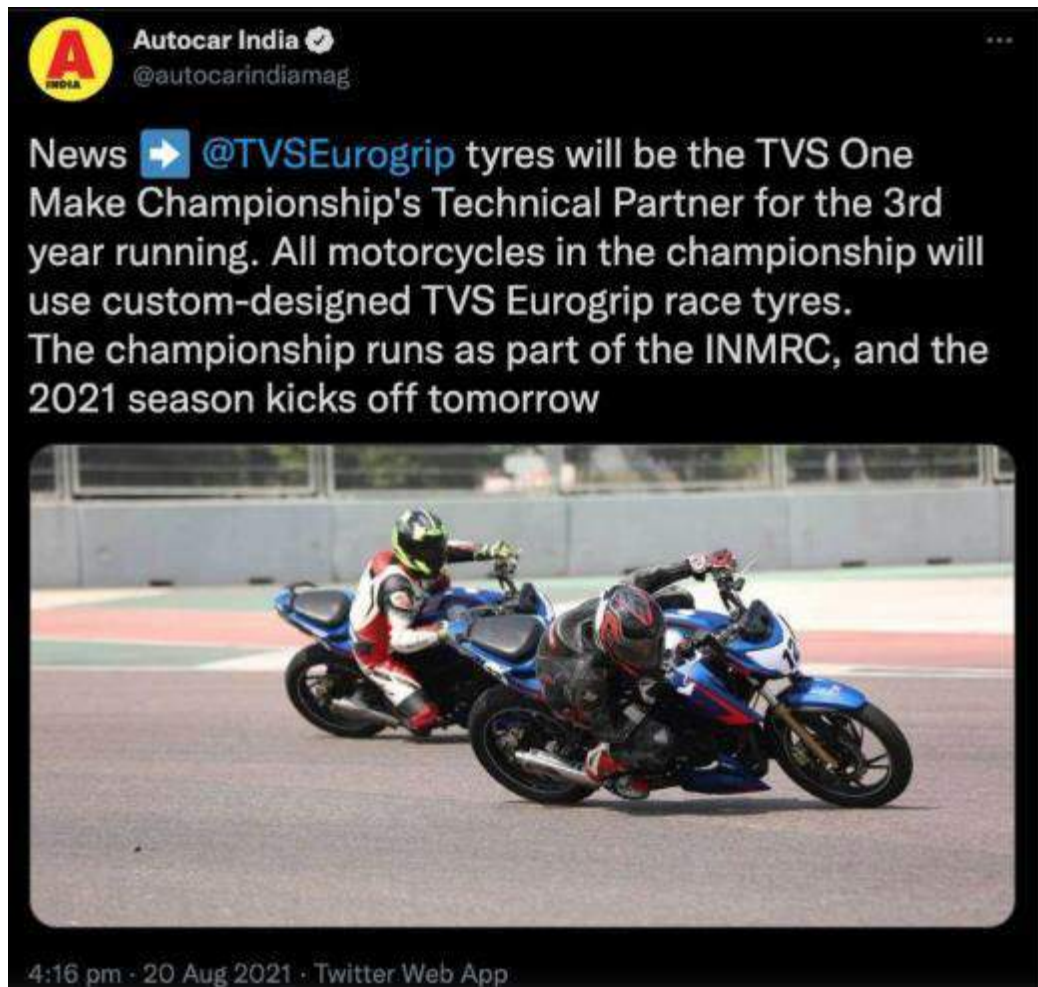 A
INDIA
Autocar India
@autocarindiamag
News ➡️ @TVSEurogrip tyres will be the TVS One
Make Championship's Technical Partner for the 3rd
year running. All motorcycles in the championship will
use custom-designed TVS Eurogrip race tyres.
The championship runs as part of the INMRC, and the
2021 season kicks off tomorrow
4:16 pm · 20 Aug 2021 · Twitter Web App